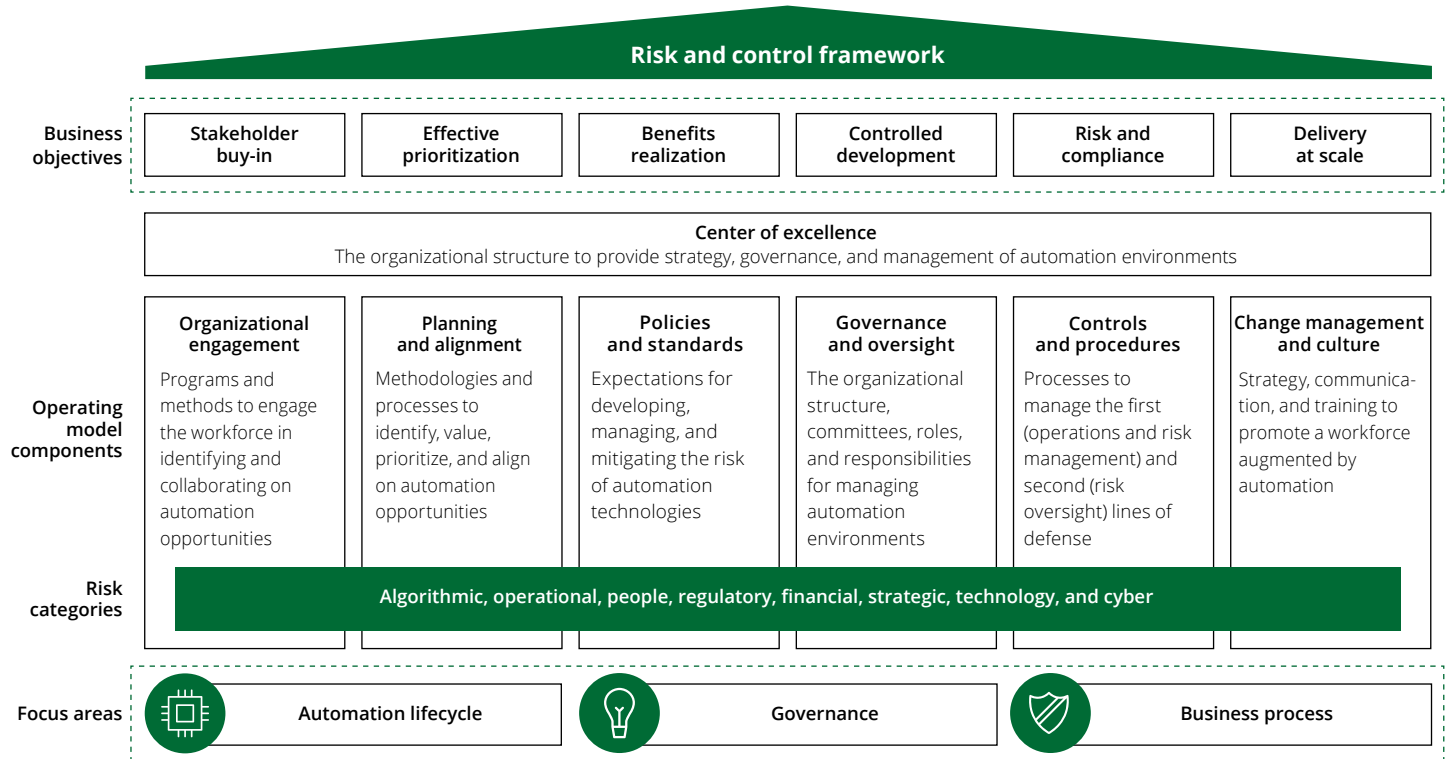 Risk and control framework
Business
objectives
Stakeholder
buy-in
Effective
prioritization
Benefits
realization
Controlled
development
Risk and
compliance
Delivery
at scale
Center of excellence
The organizational structure to provide strategy, governance, and management of automation environments
Operating
model
components
Organizational
engagement
Programs and
methods to engage
the workforce in
identifying and
collaborating on
automation
opportunities
Planning
and alignment
Methodologies and
processes to
identify, value,
prioritize, and align
on automation
opportunities
Policies
and standards
Expectations for
developing,
managing, and
mitigating the risk
of automation
technologies
Governance
and oversight
The organizational
structure,
committees, roles,
and responsibilities
for managing
automation
environments
Controls
and procedures
Processes to
manage the first
(operations and risk
management) and
second (risk
oversight) lines of
defense
Change management
and culture
Strategy, communica-
tion, and training to
promote a workforce
augmented by
automation
Risk
categories
Algorithmic, operational, people, regulatory, financial, strategic, technology, and cyber
Focus areas
Automation lifecycle
Governance
Business process